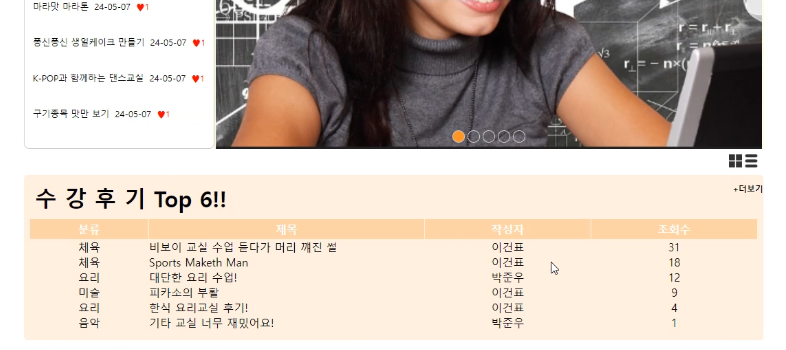 마라맛 마라톤 24-05-07 ♥1
풍신풍신 생일케이크 만들기 24-05-07 ♥1
K-POP과 함께하는 댄스교실 24-05-07 ♥1
구기종목 맛만 보기 24-05-07 ♥1
+더보기
수 강 후 기 Top 6!!
분류 제목 작성자 조회수
체육 비보이 교실 수업 듣다가 머리 깨진 썰 이건표 31
체육 Sports Maketh Man 이건표 18
요리 대단한 요리 수업! 박준우 12
미술 피카소의 부활 이건표 9
요리 한식 요리교실 후기! 이건표 4
음악 기타 교실 너무 재밌어요! 박준우 1